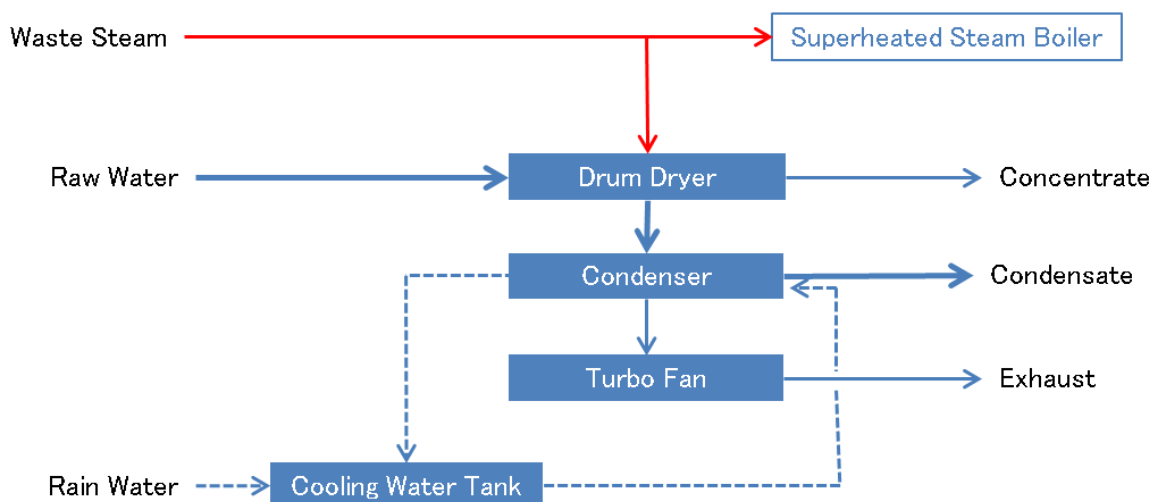 Waste Steam
Superheated Steam Boiler
Raw Water
Drum Dryer
Concentrate
Condenser
Condensate
Turbo Fan
Exhaust
Rain Water
Cooling Water Tank